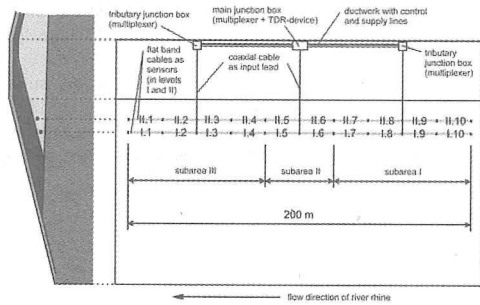 tributary junction box
(multiplexer)
main junction box
(multiplexer + TDR-device)
ductwork with control
and supply lines
flat band
cables as
sensors
(in levels
I and II)
coaxial cable
as input lead
tributary
junction box
(multiplexer)
II.1 II.2 II.3 II.4 II.5 II.6 II.7 II.8 II.9 II.10
I.1 I.2 I.3 I.4 I.5 I.6 I.7 I.8 I.9 I.10
subarea III subarea II subarea I
200 m
flow direction of river rhine